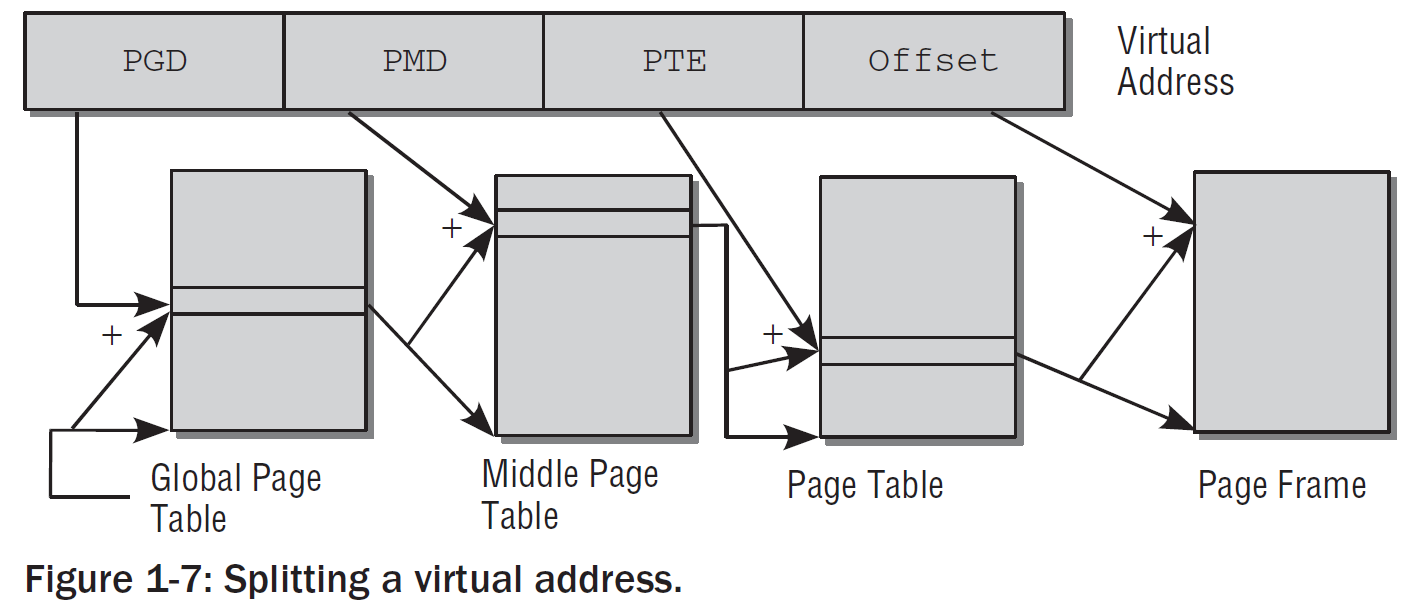 PGD PMD PTE Offset
Virtual
Address
+
+
+
+
Global Page
Table
Middle Page
Table
Page Table
Page Frame
Figure 1-7: Splitting a virtual address.